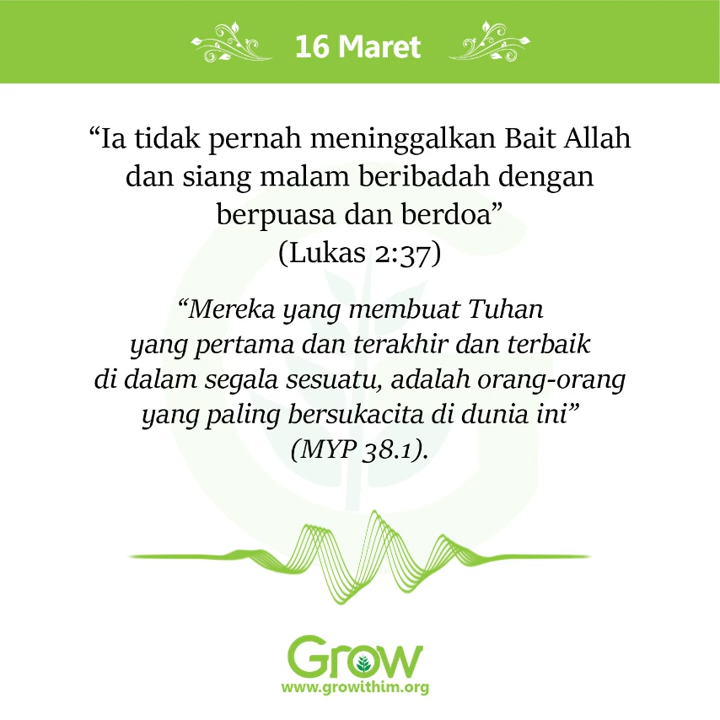 16 Maret
“Ia tidak pernah meninggalkan Bait Allah
dan siang malam beribadah dengan
berpuasa dan berdoa”
(Lukas 2:37)
“Mereka yang membuat Tuhan
yang pertama dan terakhir dan terbaik
di dalam segala sesuatu, adalah orang-orang
yang paling bersukacita di dunia ini”
(MYP 38.1).
Grow
www.growithim.org